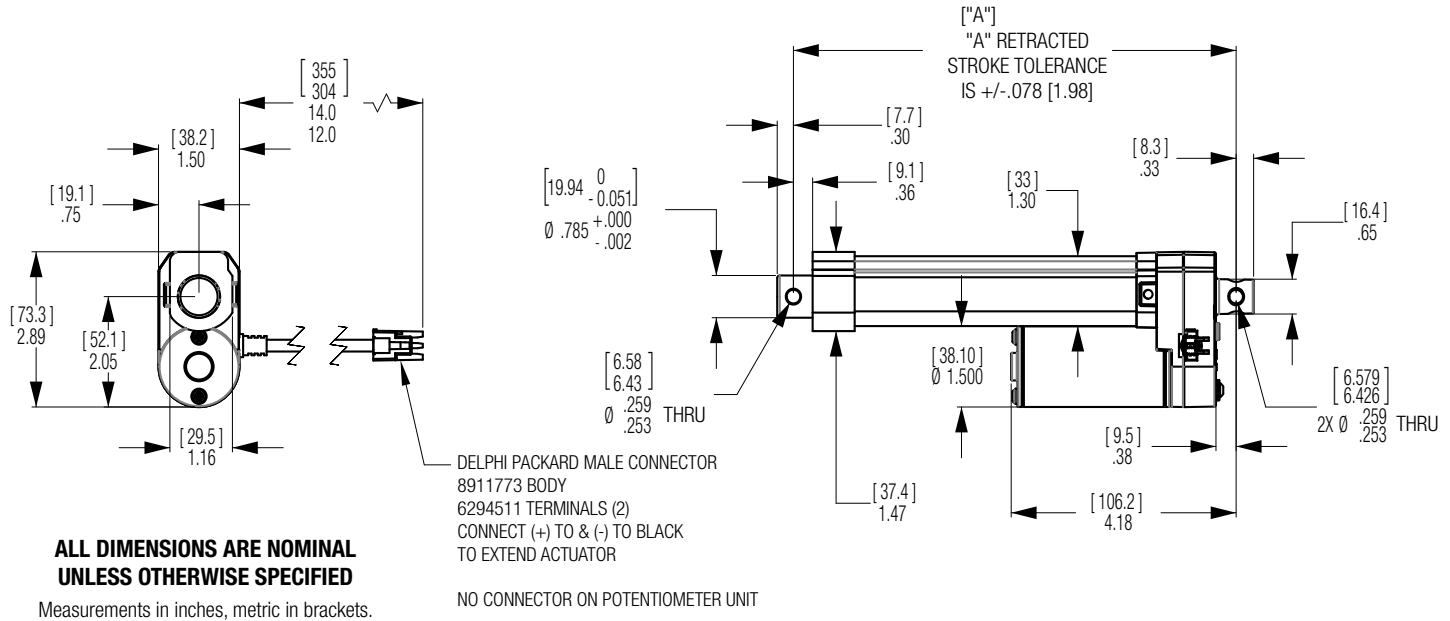 ["A"]
"A" RETRACTED
STROKE TOLERANCE
IS +/-.078 [1.98]
[ 355
304 ]
14.0
12.0
[ 38.2 ]
1.50
[ 19.1 ]
.75
[ 73.3 ]
2.89
[ 52.1 ]
2.05
[ 29.5 ]
1.16
[ 7.7 ]
.30
[ 9.1 ]
.36
[ 19.94 0
- 0.051 ]
Ø .785 +.000
- .002
[ 33 ]
1.30
[ 8.3 ]
.33
[ 16.4 ]
.65
[ 6.58
6.43 ]
Ø .259
.253 THRU
[ 38.10 ]
Ø 1.500
[ 37.4 ]
1.47
[ 9.5 ]
.38
[ 106.2 ]
4.18
[ 6.579
6.426 ]
2X Ø .259
.253 THRU
DELPHI PACKARD MALE CONNECTOR
8911773 BODY
6294511 TERMINALS (2)
CONNECT (+) TO & (-) TO BLACK
TO EXTEND ACTUATOR
NO CONNECTOR ON POTENTIOMETER UNIT
ALL DIMENSIONS ARE NOMINAL
UNLESS OTHERWISE SPECIFIED
Measurements in inches, metric in brackets.